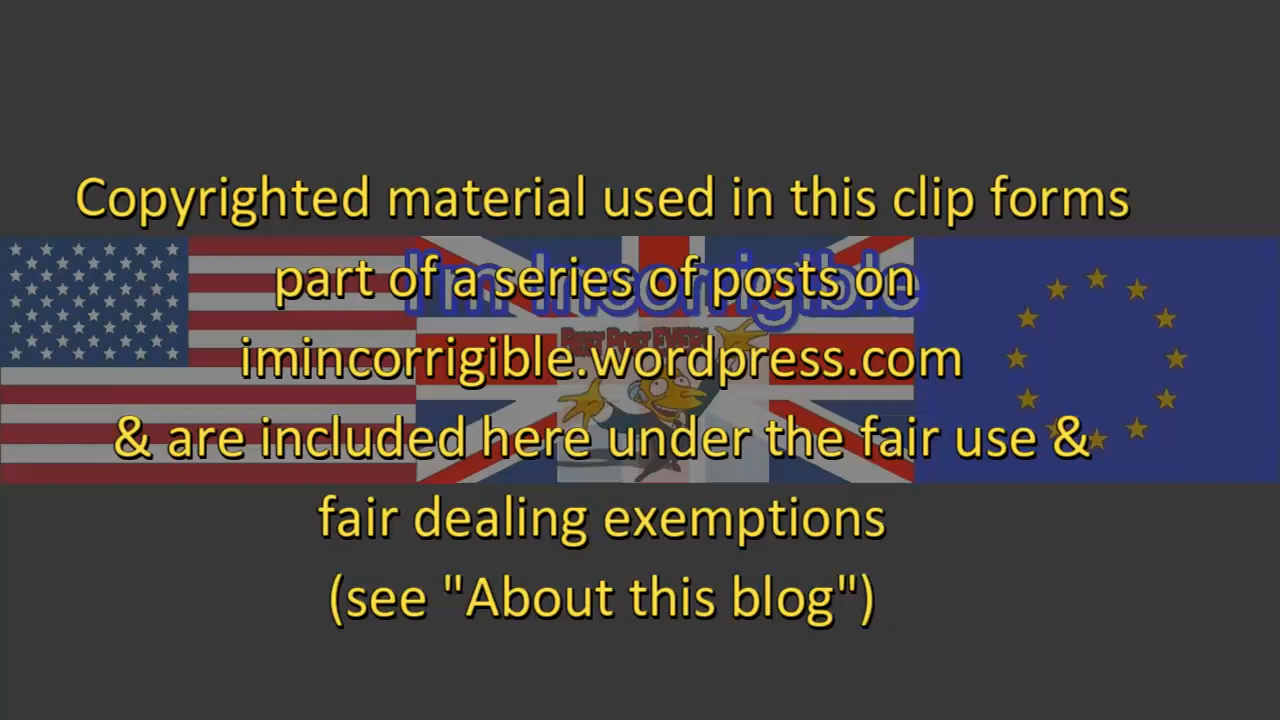 Copyrighted material used in this clip forms
part of a series of posts on
I'm Incorrigible
imincorrigible.wordpress.com
& are included here under the fair use &
fair dealing exemptions
(see "About this blog")